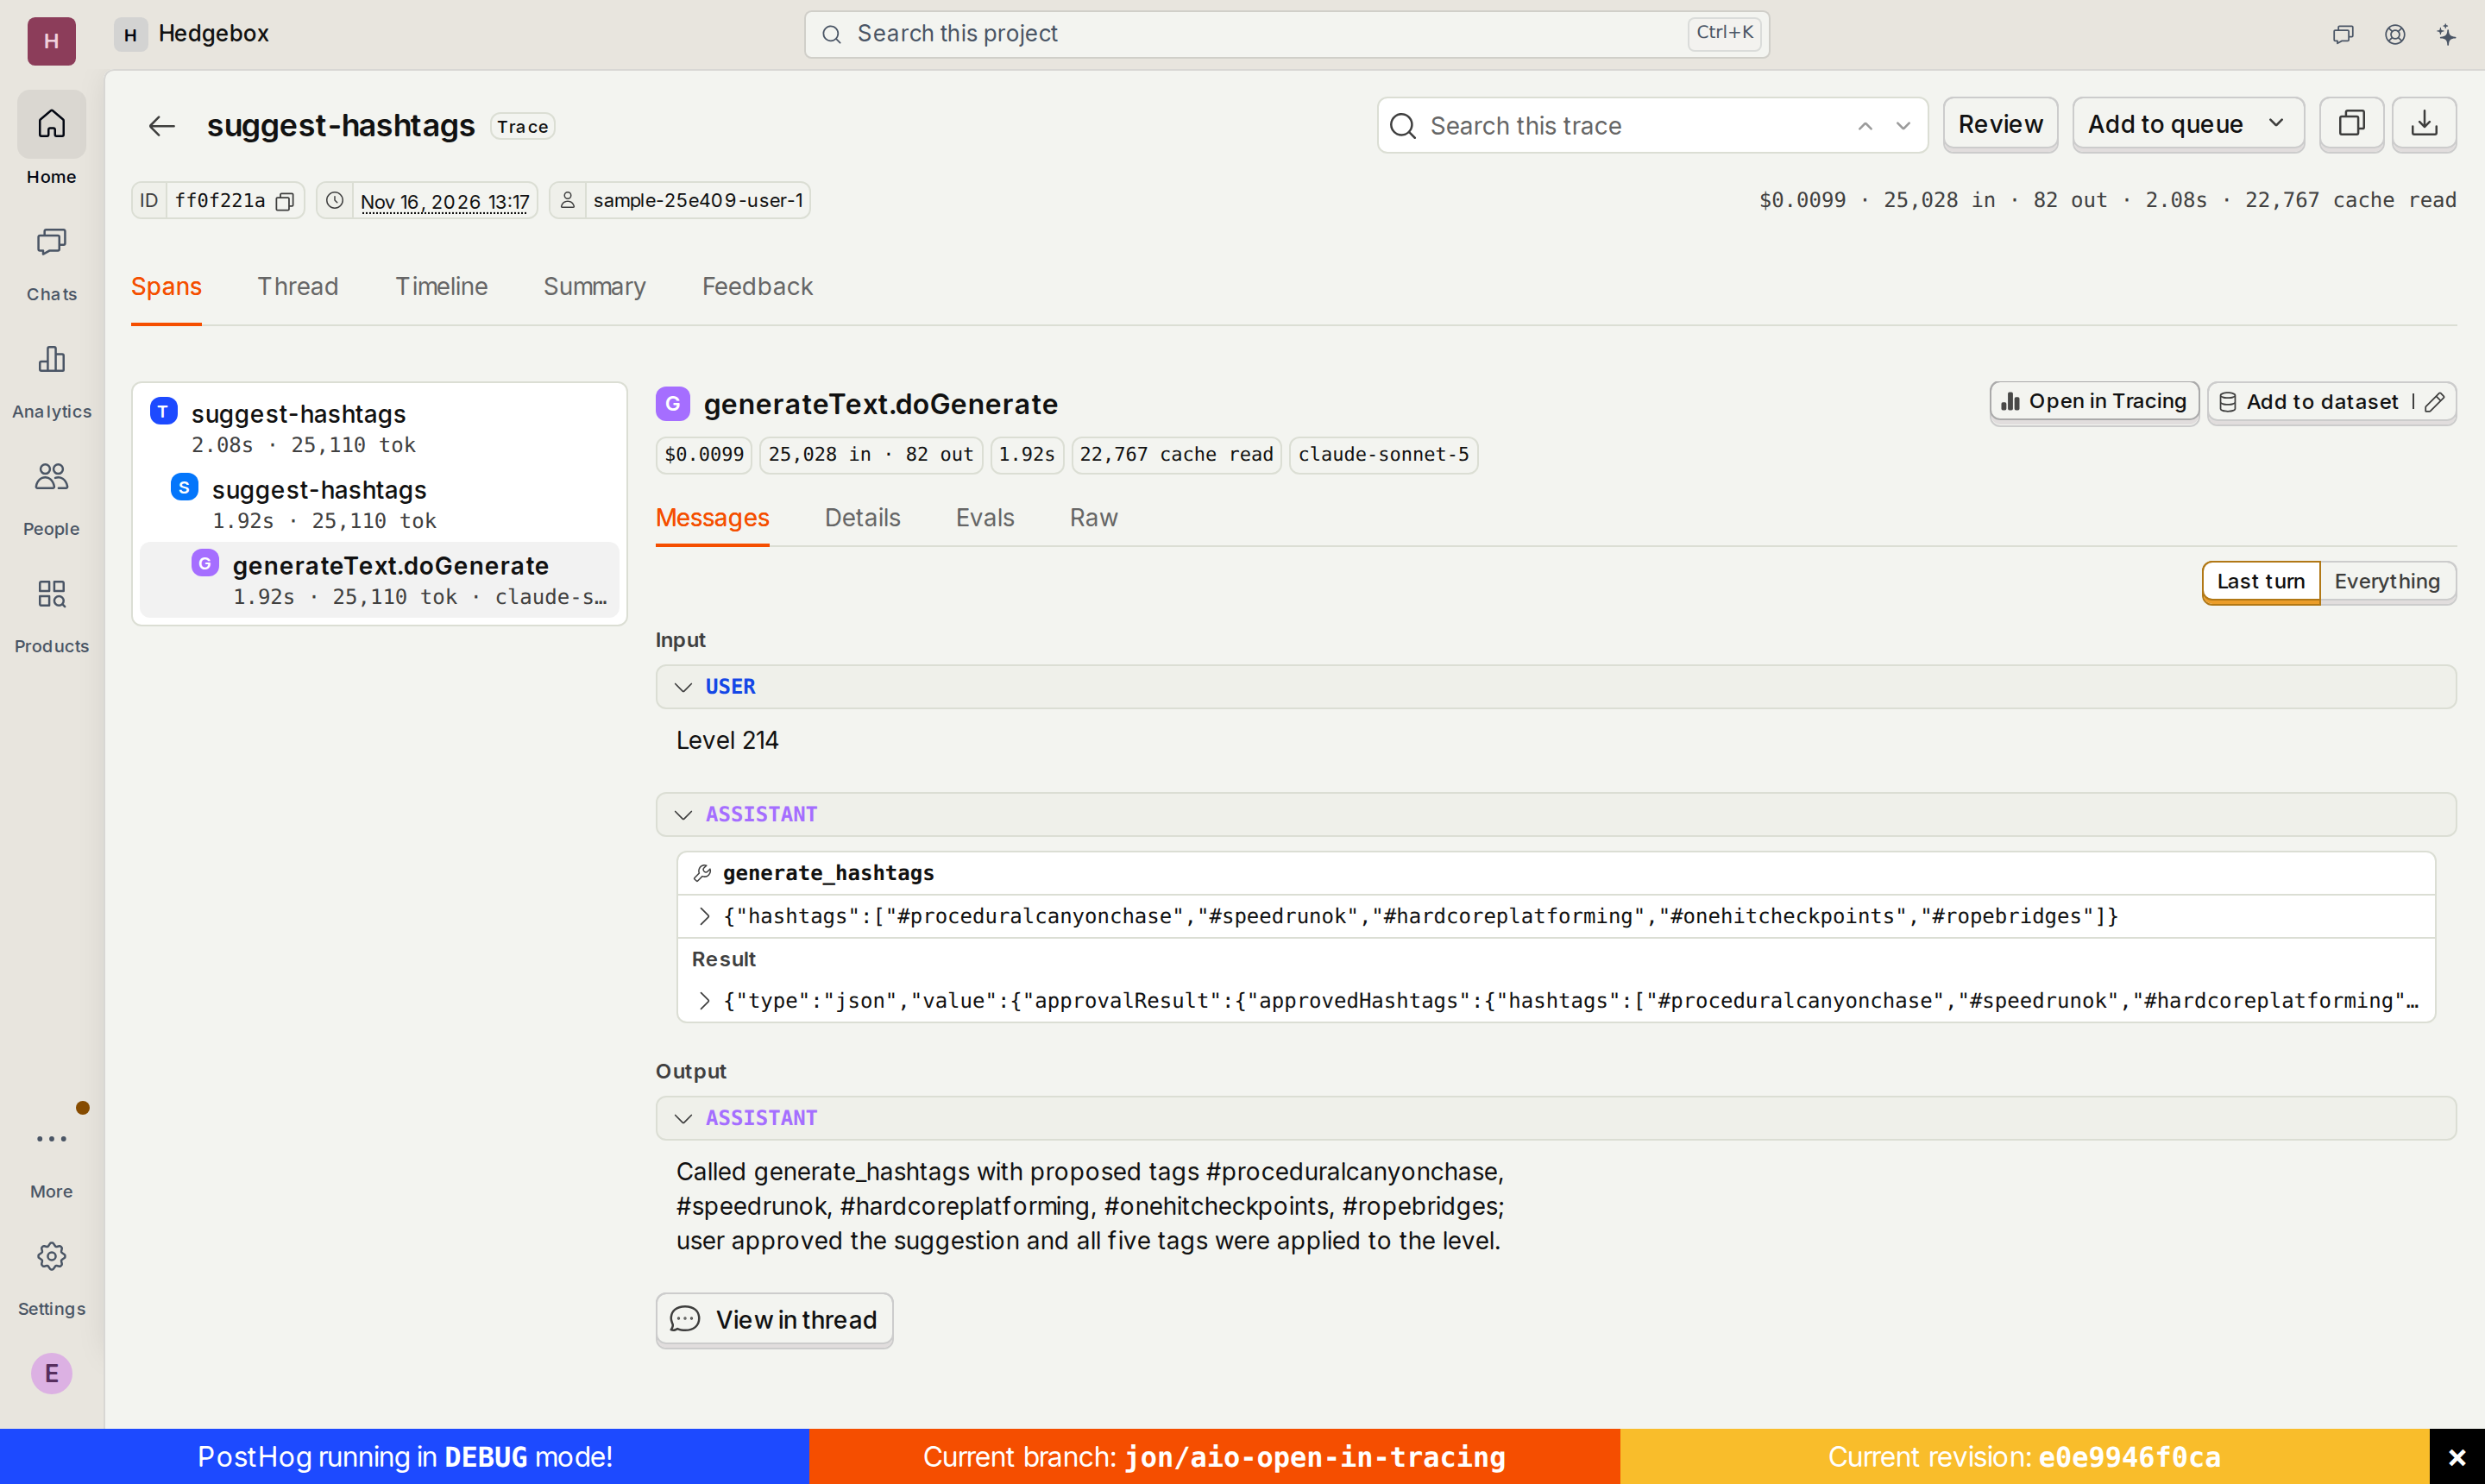 H
H Hedgebox
Search this project
Ctrl+K
Home
Chats
Analytics
People
Products
More
Settings
E
suggest-hashtags Trace
Search this trace
Review
Add to queue
ID ff0f221a
Nov 16, 2026 13:17
sample-25e409-user-1
$0.0099 · 25,028 in · 82 out · 2.08s · 22,767 cache read
Spans Thread Timeline Summary Feedback
T suggest-hashtags
2.08s · 25,110 tok
S suggest-hashtags
1.92s · 25,110 tok
G generateText.doGenerate
1.92s · 25,110 tok · claude-s…
G generateText.doGenerate
Open in Tracing
Add to dataset
$0.0099 25,028 in · 82 out 1.92s 22,767 cache read claude-sonnet-5
Messages Details Evals Raw
Last turn Everything
Input
USER
Level 214
ASSISTANT
generate_hashtags
{"hashtags":["#proceduralcanyonchase","#speedrunok","#hardcoreplatforming","#onehitcheckpoints","#ropebridges"]}
Result
{"type":"json","value":{"approvalResult":{"approvedHashtags":{"hashtags":["#proceduralcanyonchase","#speedrunok","#hardcoreplatforming"…
Output
ASSISTANT
Called generate_hashtags with proposed tags #proceduralcanyonchase,
#speedrunok, #hardcoreplatforming, #onehitcheckpoints, #ropebridges;
user approved the suggestion and all five tags were applied to the level.
View in thread
PostHog running in DEBUG mode!
Current branch: jon/aio-open-in-tracing
Current revision: e0e9946f0ca
×